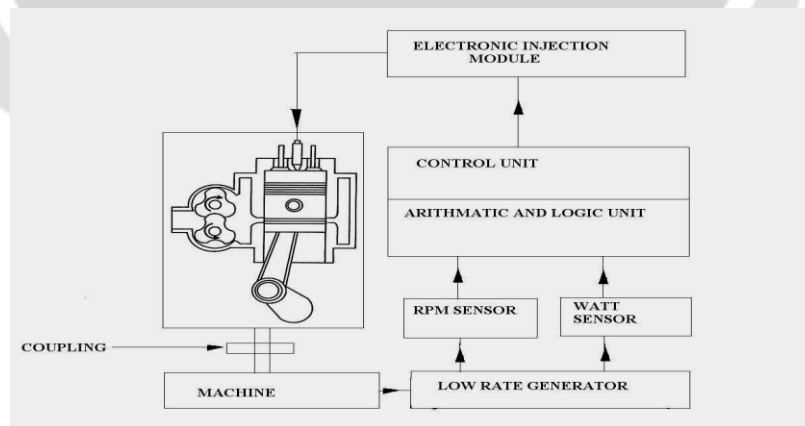 ELECTRONIC INJECTION
MODULE
CONTROL UNIT
ARITHMATIC AND LOGIC UNIT
RPM SENSOR
WATT
SENSOR
COUPLING
MACHINE
LOW RATE GENERATOR